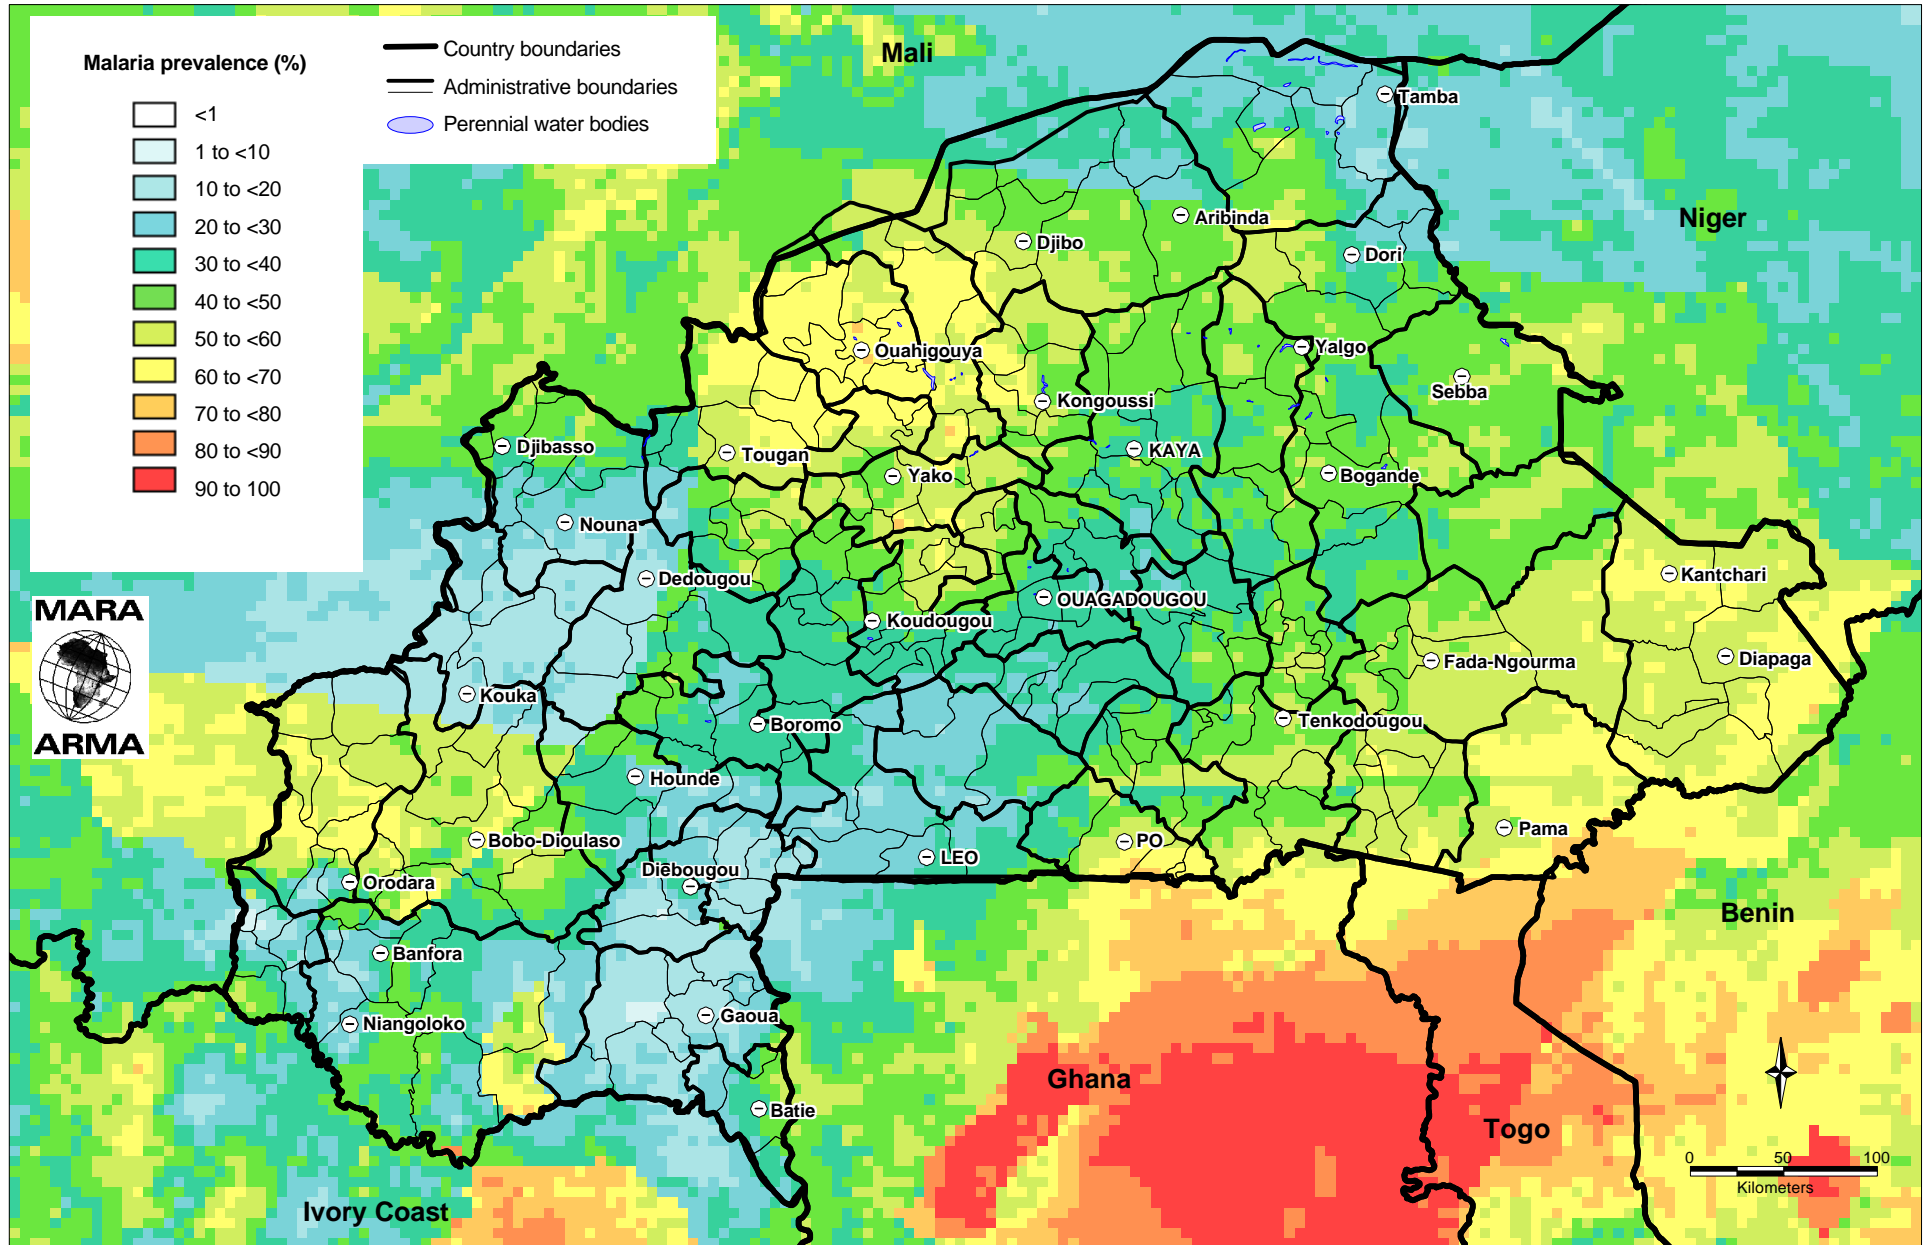 Malaria prevalence (%)
<1
1 to <10
10 to <20
20 to <30
30 to <40
40 to <50
50 to <60
60 to <70
70 to <80
80 to <90
90 to 100
Country boundaries
Administrative boundaries
Perennial water bodies
MARA
ARMA
Mali
Tamba
Niger
Aribinda
Djibo
Dori
Ouahigouya
Yalgo
Sebba
Kongoussi
Djibasso
Tougan
KAYA
Yako
Bogande
Nouna
Dedougou
Kantchari
OUAGADOUGOU
Koudougou
Fada-Ngourma
Diapaga
Kouka
Boromo
Tenkodougou
Hounde
Bobo-Dioulaso
Pama
PO
LEO
Diebougou
Orodara
Benin
Banfora
Gaoua
Niangoloko
Ghana
Batie
Togo
Ivory Coast
0 50 100
Kilometers